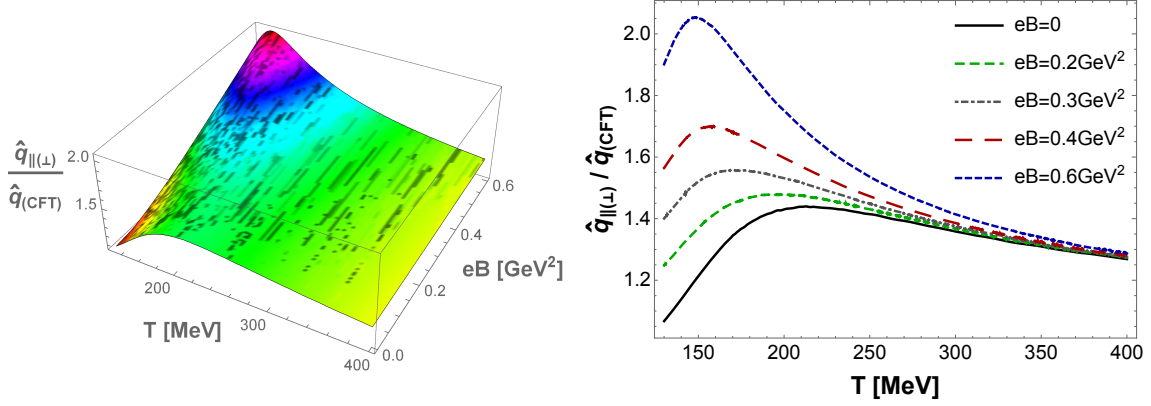 q̂∥(⊥)
q̂(CFT)
2.0
1.5
200
300
400
T [MeV]
0.0
0.2
0.4
0.6
eB [GeV²]
q̂∥(⊥) / q̂(CFT)
2.0
1.8
1.6
1.4
1.2
150
200
250
300
350
400
T [MeV]
eB=0
eB=0.2GeV²
eB=0.3GeV²
eB=0.4GeV²
eB=0.6GeV²